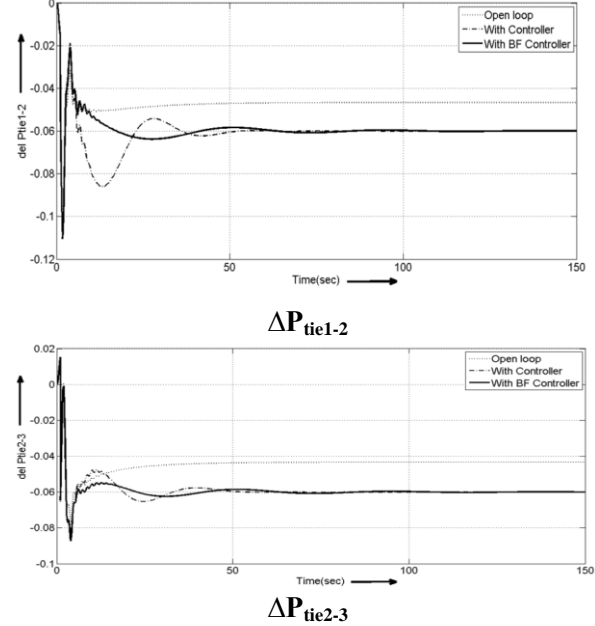 0
-0.02
-0.04
-0.06
-0.08
-0.1
-0.12
del Ptie1-2
Open loop
With Controller
With BF Controller
0
50
100
150
Time(sec)
ΔPtie1-2
0.02
0
-0.02
-0.04
-0.06
-0.08
-0.1
del Ptie2-3
Open loop
With Controller
With BF Controller
0
50
100
150
Time(sec)
ΔPtie2-3